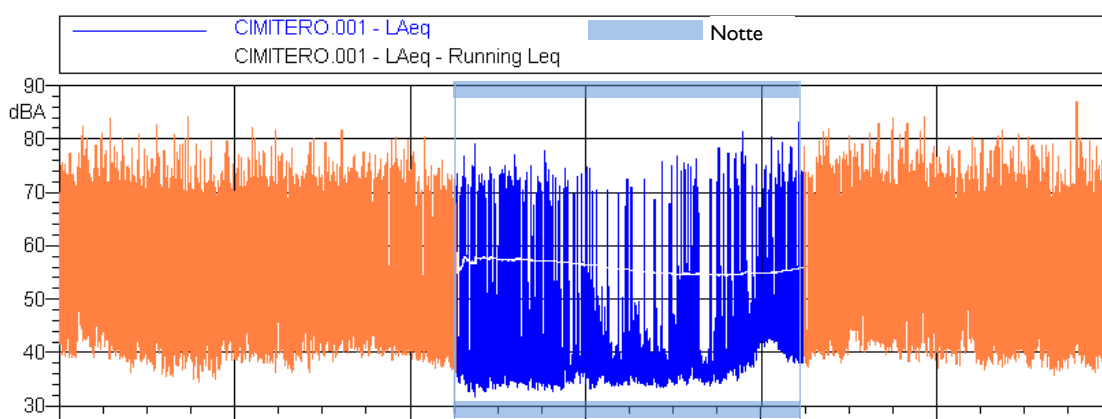 CIMITERO.001 - LAeq
Notte
CIMITERO.001 - LAeq - Running Leq
90
dBA
80
70
60
50
40
30